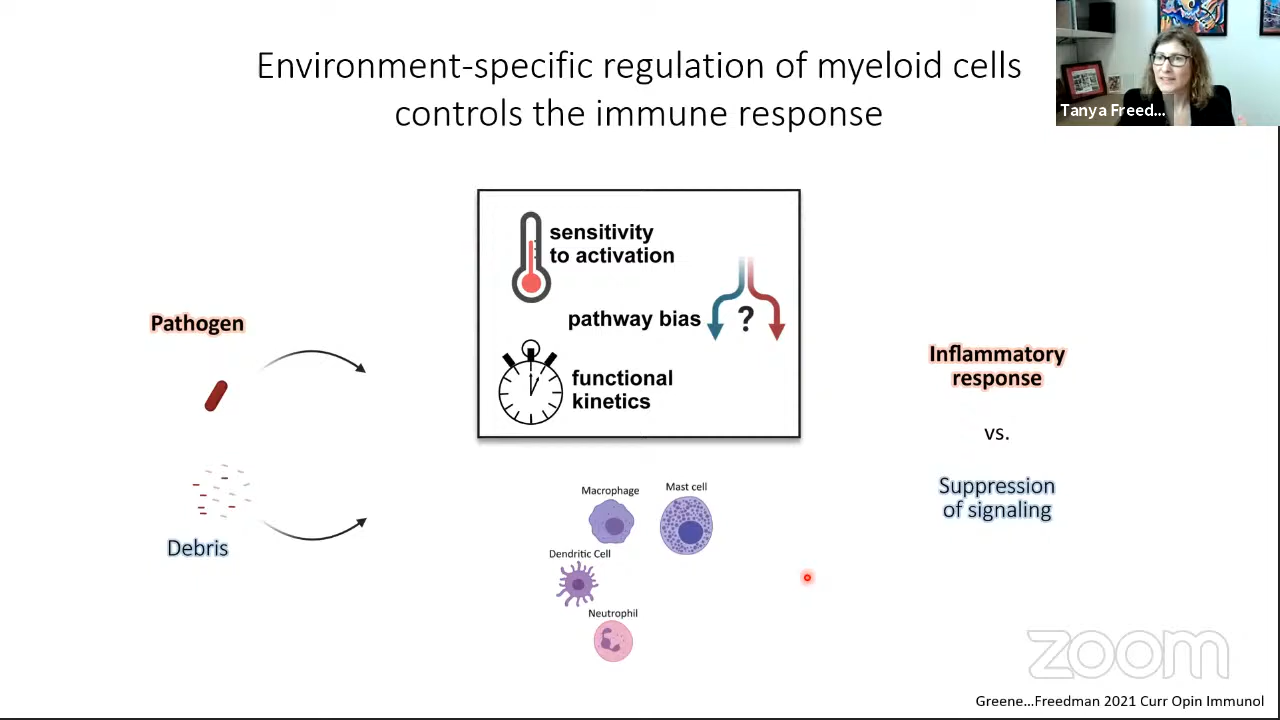 Environment-specific regulation of myeloid cells
controls the immune response
Tanya Freed...
sensitivity
to activation
pathway bias
?
functional
kinetics
Pathogen
Debris
Inflammatory
response
vs.
Suppression
of signaling
Macrophage
Mast cell
Dendritic Cell
Neutrophil
zoom
Greene...Freedman 2021 Curr Opin Immunol